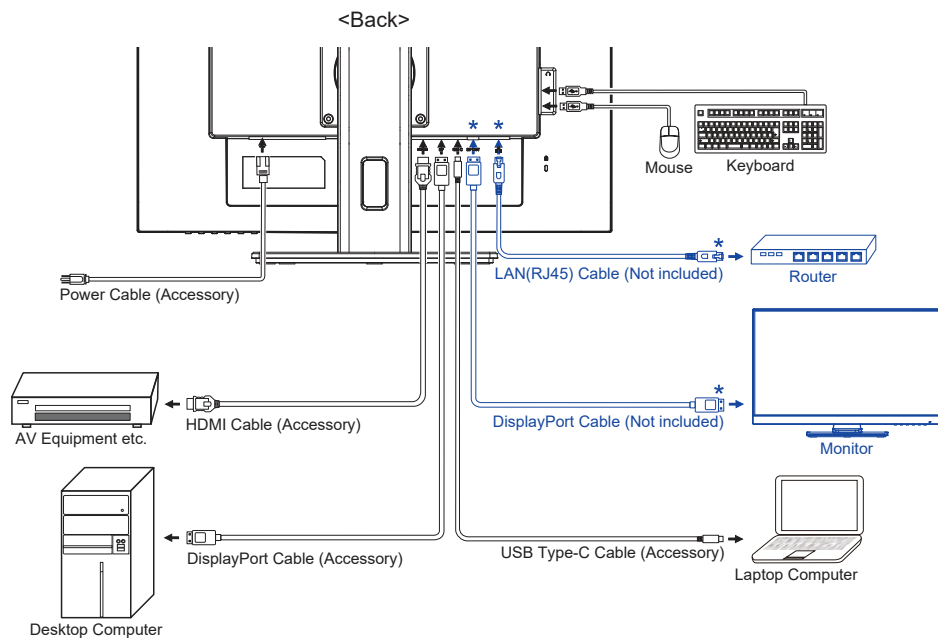 <Back>
Mouse
Keyboard
*
*
*
LAN(RJ45) Cable (Not included)
Router
Power Cable (Accessory)
AV Equipment etc.
HDMI Cable (Accessory)
*
DisplayPort Cable (Not included)
Monitor
DisplayPort Cable (Accessory)
USB Type-C Cable (Accessory)
Laptop Computer
Desktop Computer